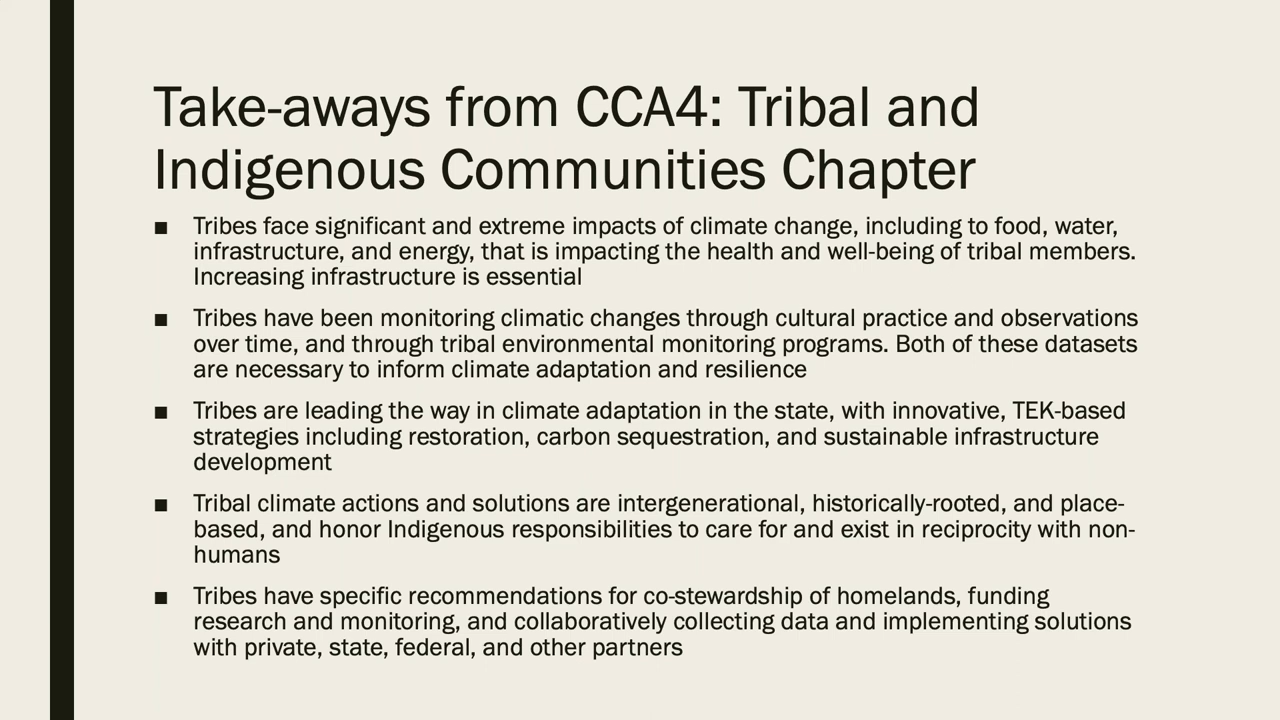 Take-aways from CCA4: Tribal and
Indigenous Communities Chapter
■ Tribes face significant and extreme impacts of climate change, including to food, water,
infrastructure, and energy, that is impacting the health and well-being of tribal members.
Increasing infrastructure is essential
■ Tribes have been monitoring climatic changes through cultural practice and observations
over time, and through tribal environmental monitoring programs. Both of these datasets
are necessary to inform climate adaptation and resilience
■ Tribes are leading the way in climate adaptation in the state, with innovative, TEK-based
strategies including restoration, carbon sequestration, and sustainable infrastructure
development
■ Tribal climate actions and solutions are intergenerational, historically-rooted, and place-
based, and honor Indigenous responsibilities to care for and exist in reciprocity with non-
humans
■ Tribes have specific recommendations for co-stewardship of homelands, funding
research and monitoring, and collaboratively collecting data and implementing solutions
with private, state, federal, and other partners